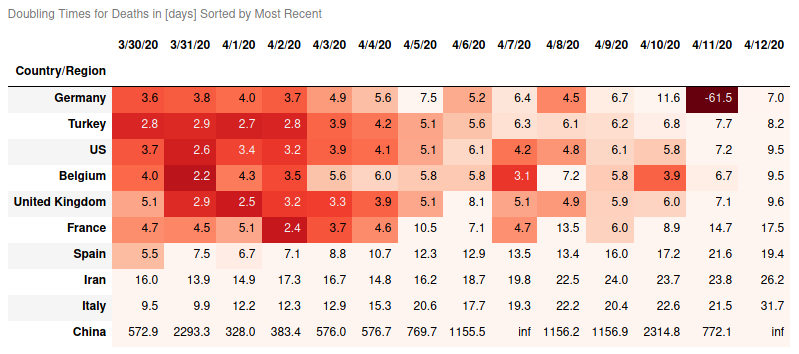 Doubling Times for Deaths in [days] Sorted by Most Recent
3/30/20 3/31/20 4/1/20 4/2/20 4/3/20 4/4/20 4/5/20 4/6/20 4/7/20 4/8/20 4/9/20 4/10/20 4/11/20 4/12/20
Country/Region
Germany 3.6 3.8 4.0 3.7 4.9 5.6 7.5 5.2 6.4 4.5 6.7 11.6 -61.5 7.0
Turkey 2.8 2.9 2.7 2.8 3.9 4.2 5.1 5.6 6.3 6.1 6.2 6.8 7.7 8.2
US 3.7 2.6 3.4 3.2 3.9 4.1 5.1 6.1 4.2 4.8 6.1 5.8 7.2 9.5
Belgium 4.0 2.2 4.3 3.5 5.6 6.0 5.8 5.8 3.1 7.2 5.8 3.9 6.7 9.5
United Kingdom 5.1 2.9 2.5 3.2 3.3 3.9 5.1 8.1 5.1 4.9 5.9 6.0 7.1 9.6
France 4.7 4.5 5.1 2.4 3.7 4.6 10.5 7.1 4.7 13.5 6.0 8.9 14.7 17.5
Spain 5.5 7.5 6.7 7.1 8.8 10.7 12.3 12.9 13.5 13.4 16.0 17.2 21.6 19.4
Iran 16.0 13.9 14.9 17.3 16.7 14.8 16.2 18.7 19.8 22.5 24.0 23.7 23.8 26.2
Italy 9.5 9.9 12.2 12.3 12.9 15.3 20.6 17.7 19.3 22.2 20.4 22.6 21.5 31.7
China 572.9 2293.3 328.0 383.4 576.0 576.7 769.7 1155.5 inf 1156.2 1156.9 2314.8 772.1 inf